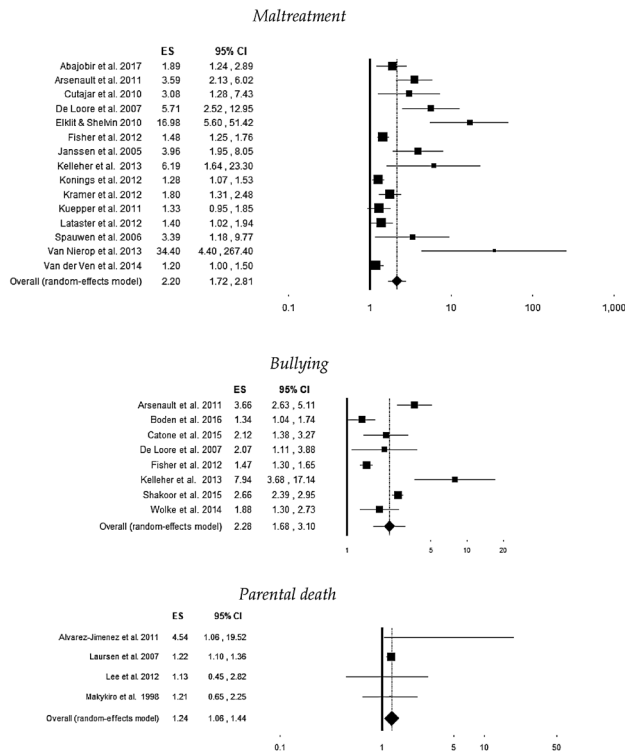 Maltreatment
ES 95% CI
Abajobir et al. 2017 1.89 1.24 , 2.89
Arsenault et al. 2011 3.59 2.13 , 6.02
Cutajar et al. 2010 3.08 1.28 , 7.43
De Loore et al. 2007 5.71 2.52 , 12.95
Elklit & Shelvin 2010 16.98 5.60 , 51.42
Fisher et al. 2012 1.48 1.25 , 1.76
Janssen et al. 2005 3.96 1.95 , 8.05
Kelleher et al. 2013 6.19 1.64 , 23.30
Konings et al. 2012 1.28 1.07 , 1.53
Kramer et al. 2012 1.80 1.31 , 2.48
Kuepper et al. 2011 1.33 0.95 , 1.85
Lataster et al. 2012 1.40 1.02 , 1.94
Spauwen et al. 2006 3.39 1.18 , 9.77
Van Nierop et al. 2013 34.40 4.40 , 267.40
Van der Ven et al. 2014 1.20 1.00 , 1.50
Overall (random-effects model) 2.20 1.72 , 2.81
0.1 1 10 100 1,000
Bullying
ES 95% CI
Arsenault et al. 2011 3.66 2.63 , 5.11
Boden et al. 2016 1.34 1.04 , 1.74
Catone et al. 2015 2.12 1.38 , 3.27
De Loore et al. 2007 2.07 1.11 , 3.88
Fisher et al. 2012 1.47 1.30 , 1.65
Kelleher et al. 2013 7.94 3.68 , 17.14
Shakoor et al. 2015 2.66 2.39 , 2.95
Wolke et al. 2014 1.88 1.30 , 2.73
Overall (random-effects model) 2.28 1.68 , 3.10
1 5 20
Parental death
ES 95% CI
Alvarez-Jimenez et al. 2011 4.54 1.06 , 19.52
Laursen et al. 2007 1.22 1.10 , 1.36
Lee et al. 2012 1.13 0.45 , 2.82
Makykiro et al. 1998 1.21 0.65 , 2.25
Overall (random-effects model) 1.24 1.06 , 1.44
0.1 1 5 10 50